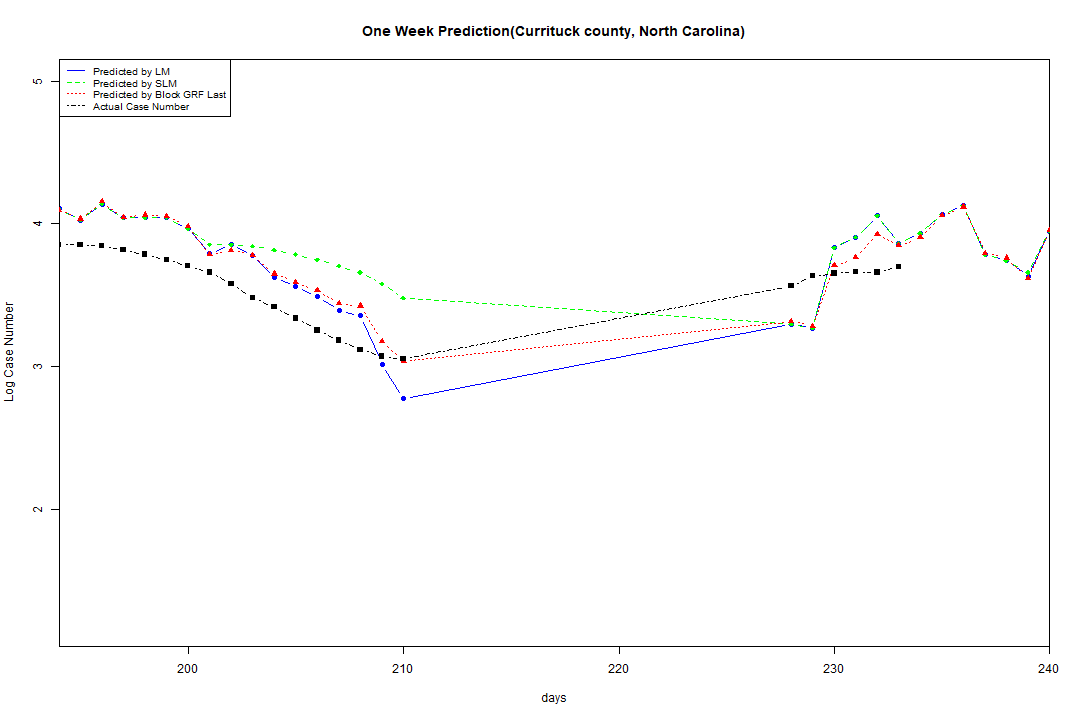 One Week Prediction(Currituck county, North Carolina)
Predicted by LM
Predicted by SLM
Predicted by Block GRF Last
Actual Case Number
5
4
3
2
Log Case Number
200 210 220 230 240
days